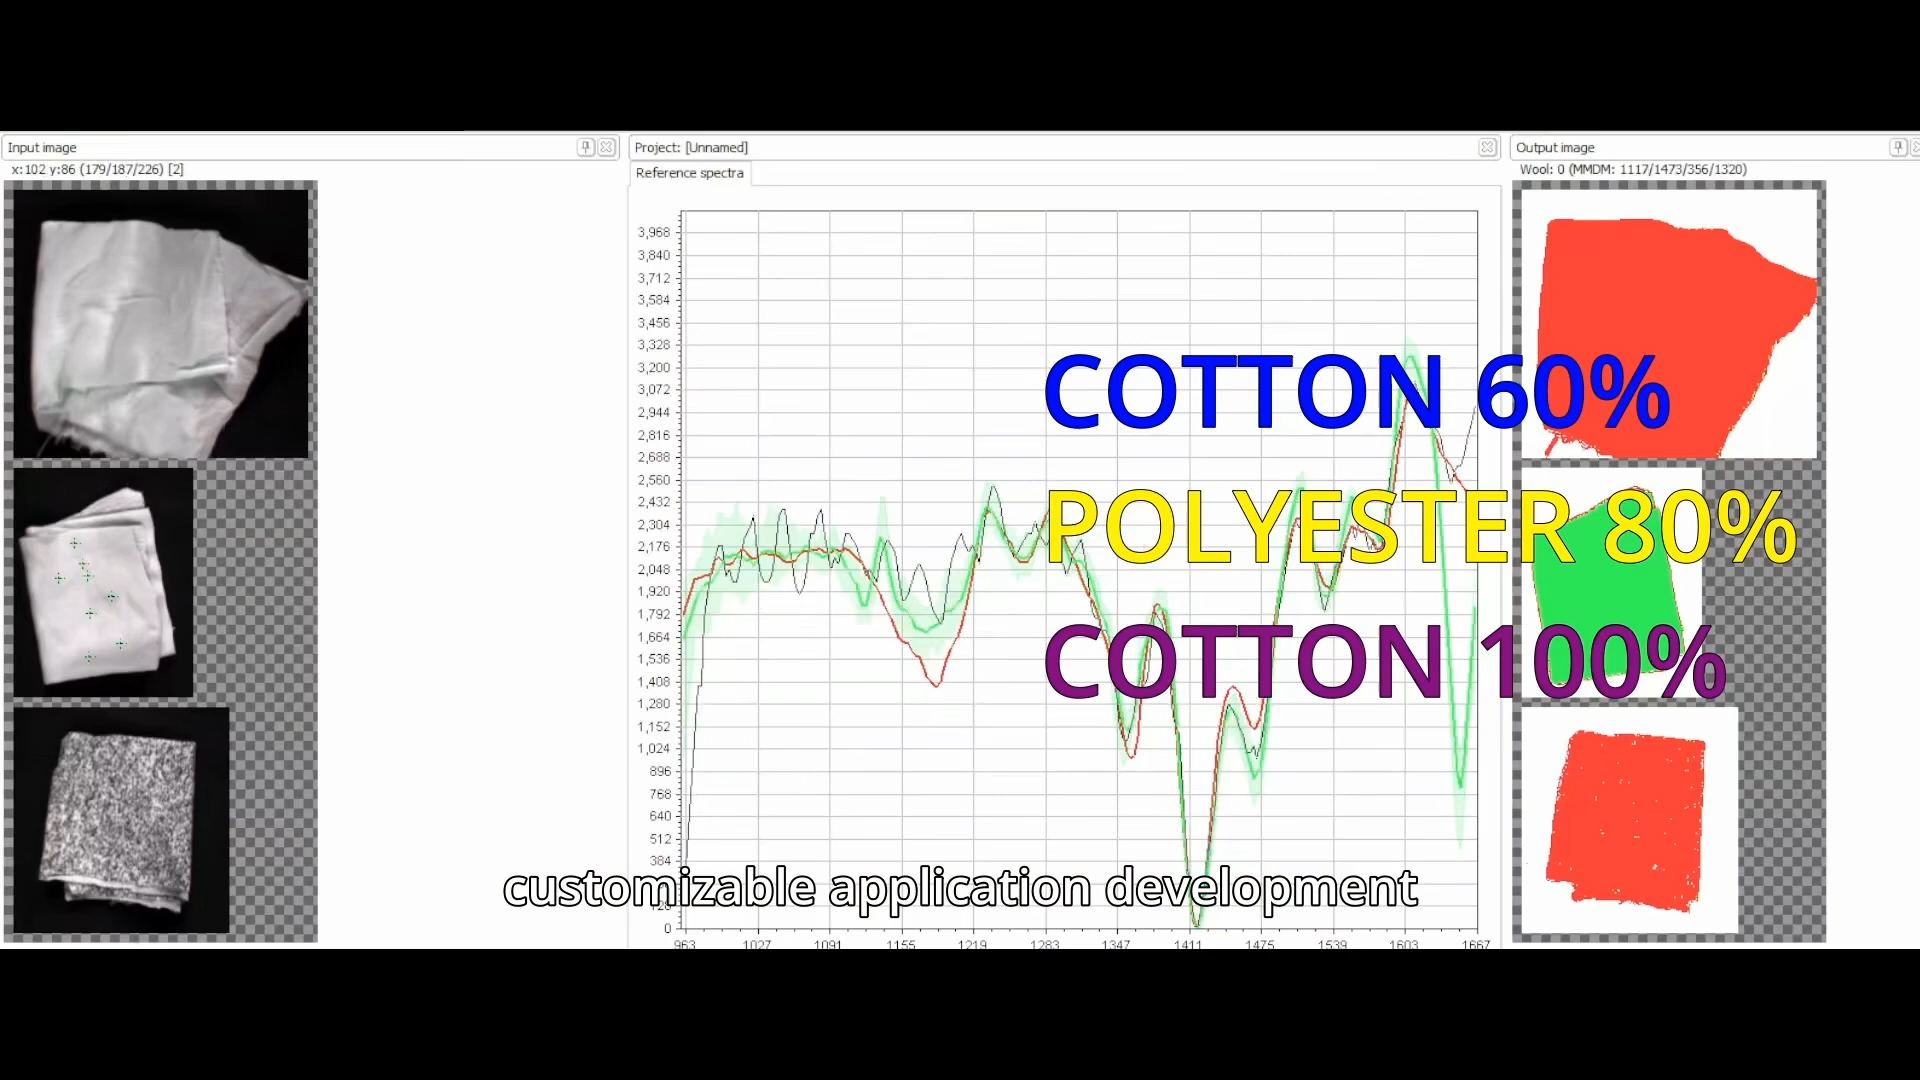 Input image
x:102 y:86 (179/187/226) [2]
Project: [Unnamed]
Reference spectra
Output image
Wool: 0 (MMDM: 1117/1473/356/1320)
3,968
3,840
3,712
3,584
3,456
3,328
3,200
3,072
2,944
2,816
2,688
2,560
2,432
2,304
2,176
2,048
1,920
1,792
1,664
1,536
1,408
1,280
1,152
1,024
896
768
640
512
384
0
963 1027 1091 1155 1219 1283 1347 1411 1475 1539 1603 1667
COTTON 60%
POLYESTER 80%
COTTON 100%
customizable application development